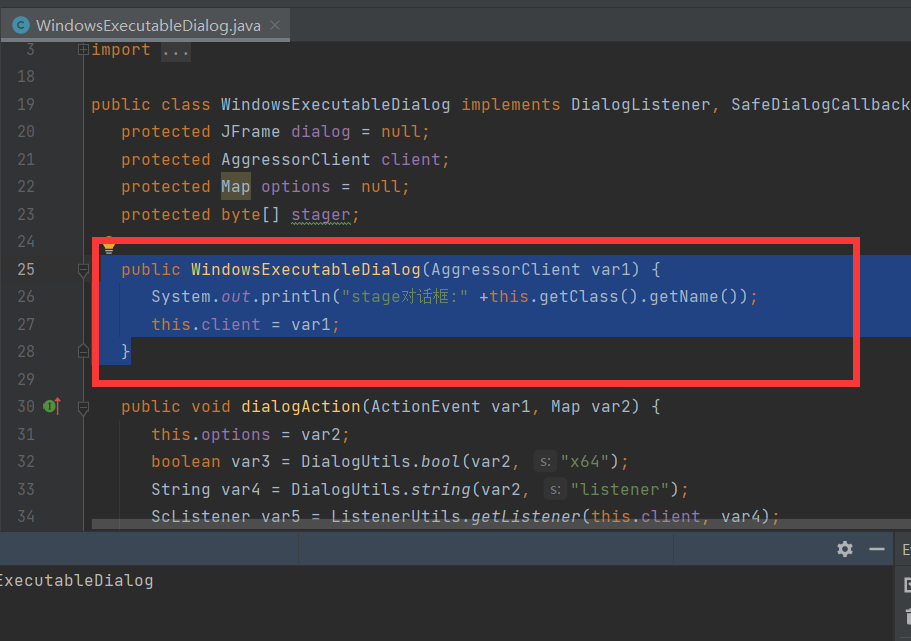 WindowsExecutableDialog.java
3 import ...
18
19 public class WindowsExecutableDialog implements DialogListener, SafeDialogCallback
20 protected JFrame dialog = null;
21 protected AggressorClient client;
22 protected Map options = null;
23 protected byte[] stager;
24
25 public WindowsExecutableDialog(AggressorClient var1) {
26 System.out.println("stage对话框:" +this.getClass().getName());
27 this.client = var1;
28 }
29
30 public void dialogAction(ActionEvent var1, Map var2) {
31 this.options = var2;
32 boolean var3 = DialogUtils.bool(var2, s: "x64");
33 String var4 = DialogUtils.string(var2, s: "listener");
34 ScListener var5 = ListenerUtils.getListener(this.client, var4);
ExecutableDialog